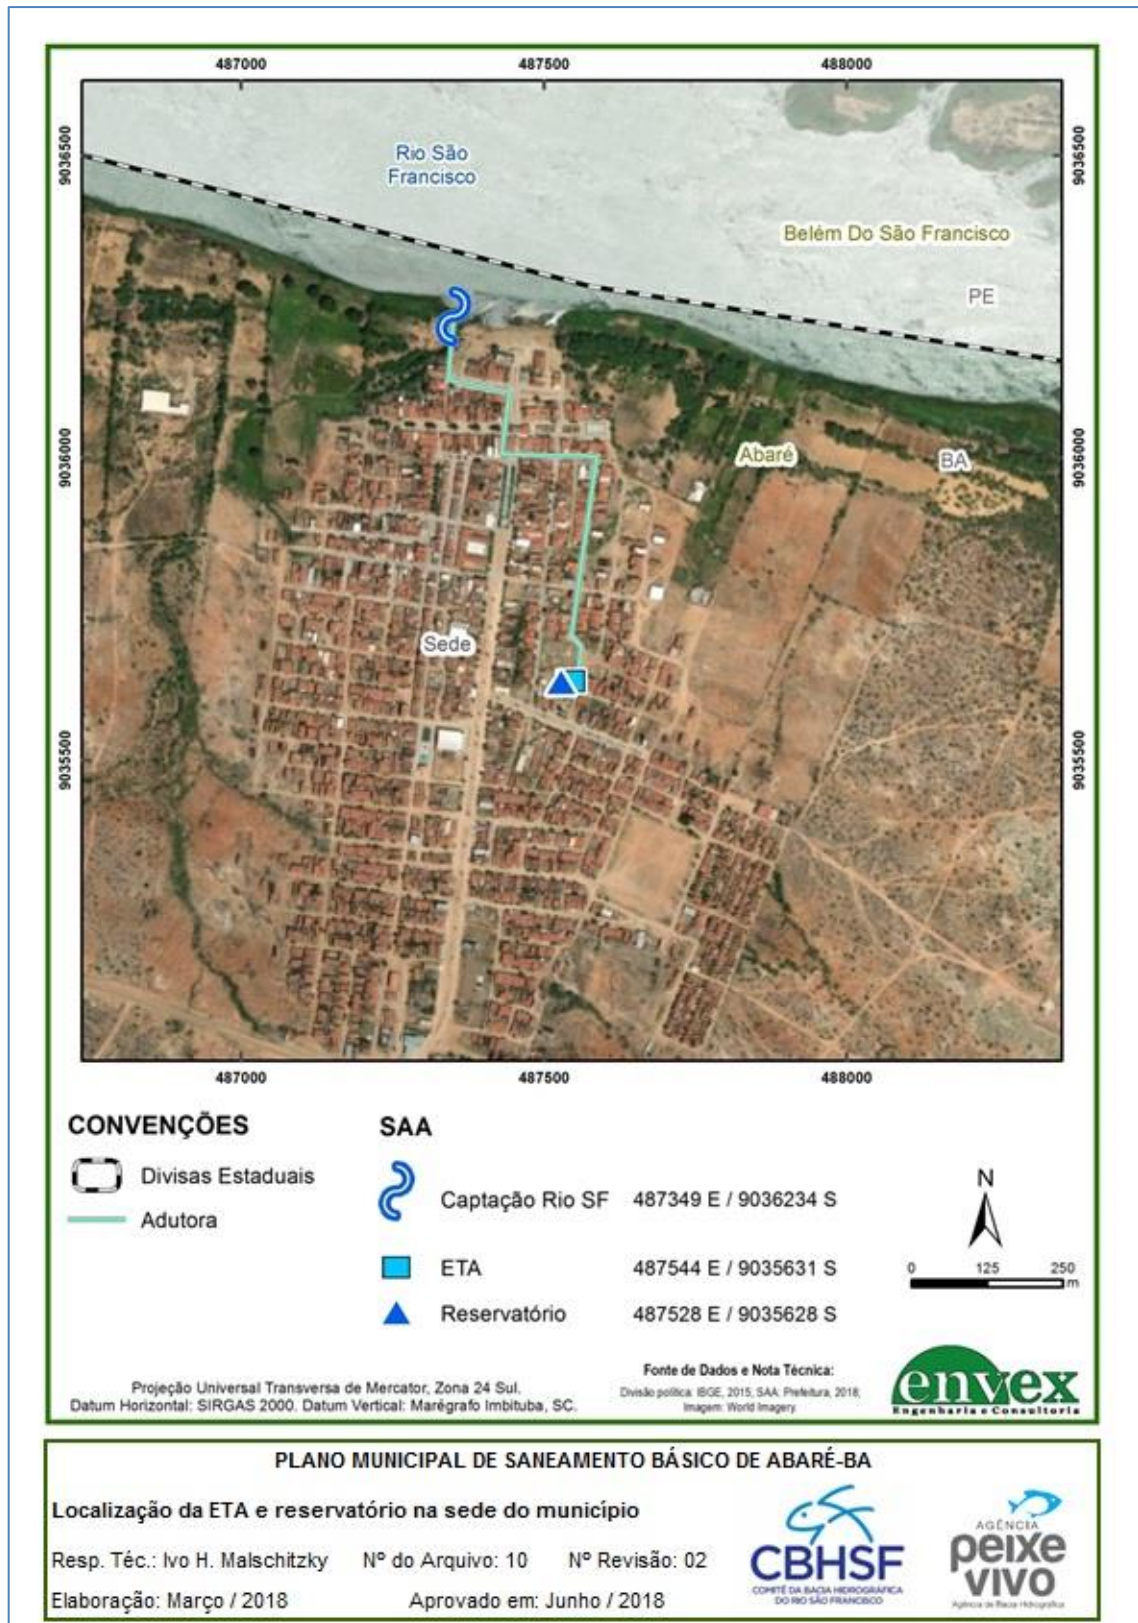 487000 487500 488000
9036500
9036500
Rio São
Francisco
Belém Do São Francisco
PE
9036000
9036000
Abaré
BA
Sede
9035500
9035500
487000 487500 488000
CONVENÇÕES
Divisas Estaduais
Adutora
SAA
Captação Rio SF 487349 E / 9036234 S
ETA 487544 E / 9035631 S
Reservatório 487528 E / 9035628 S
N
0 125 250
m
Projeção Universal Transversa de Mercator, Zona 24 Sul.
Datum Horizontal: SIRGAS 2000. Datum Vertical: Marégrafo Imbituba, SC.
Fonte de Dados e Nota Técnica:
Divisão política: IBGE, 2015, SAA: Prefeitura, 2018;
Imagem: World Imagery
envex
Engenharia e Consultoria
PLANO MUNICIPAL DE SANEAMENTO BÁSICO DE ABARÉ-BA
Localização da ETA e reservatório na sede do município
Resp. Téc.: Ivo H. Malschitzky Nº do Arquivo: 10 Nº Revisão: 02
Elaboração: Março / 2018 Aprovado em: Junho / 2018
CBHSF
COMITÊ DA BACIA HIDROGRÁFICA
DO RIO SÃO FRANCISCO
AGÊNCIA
peixe
vivo
Agência de Bacia Hidrográfica